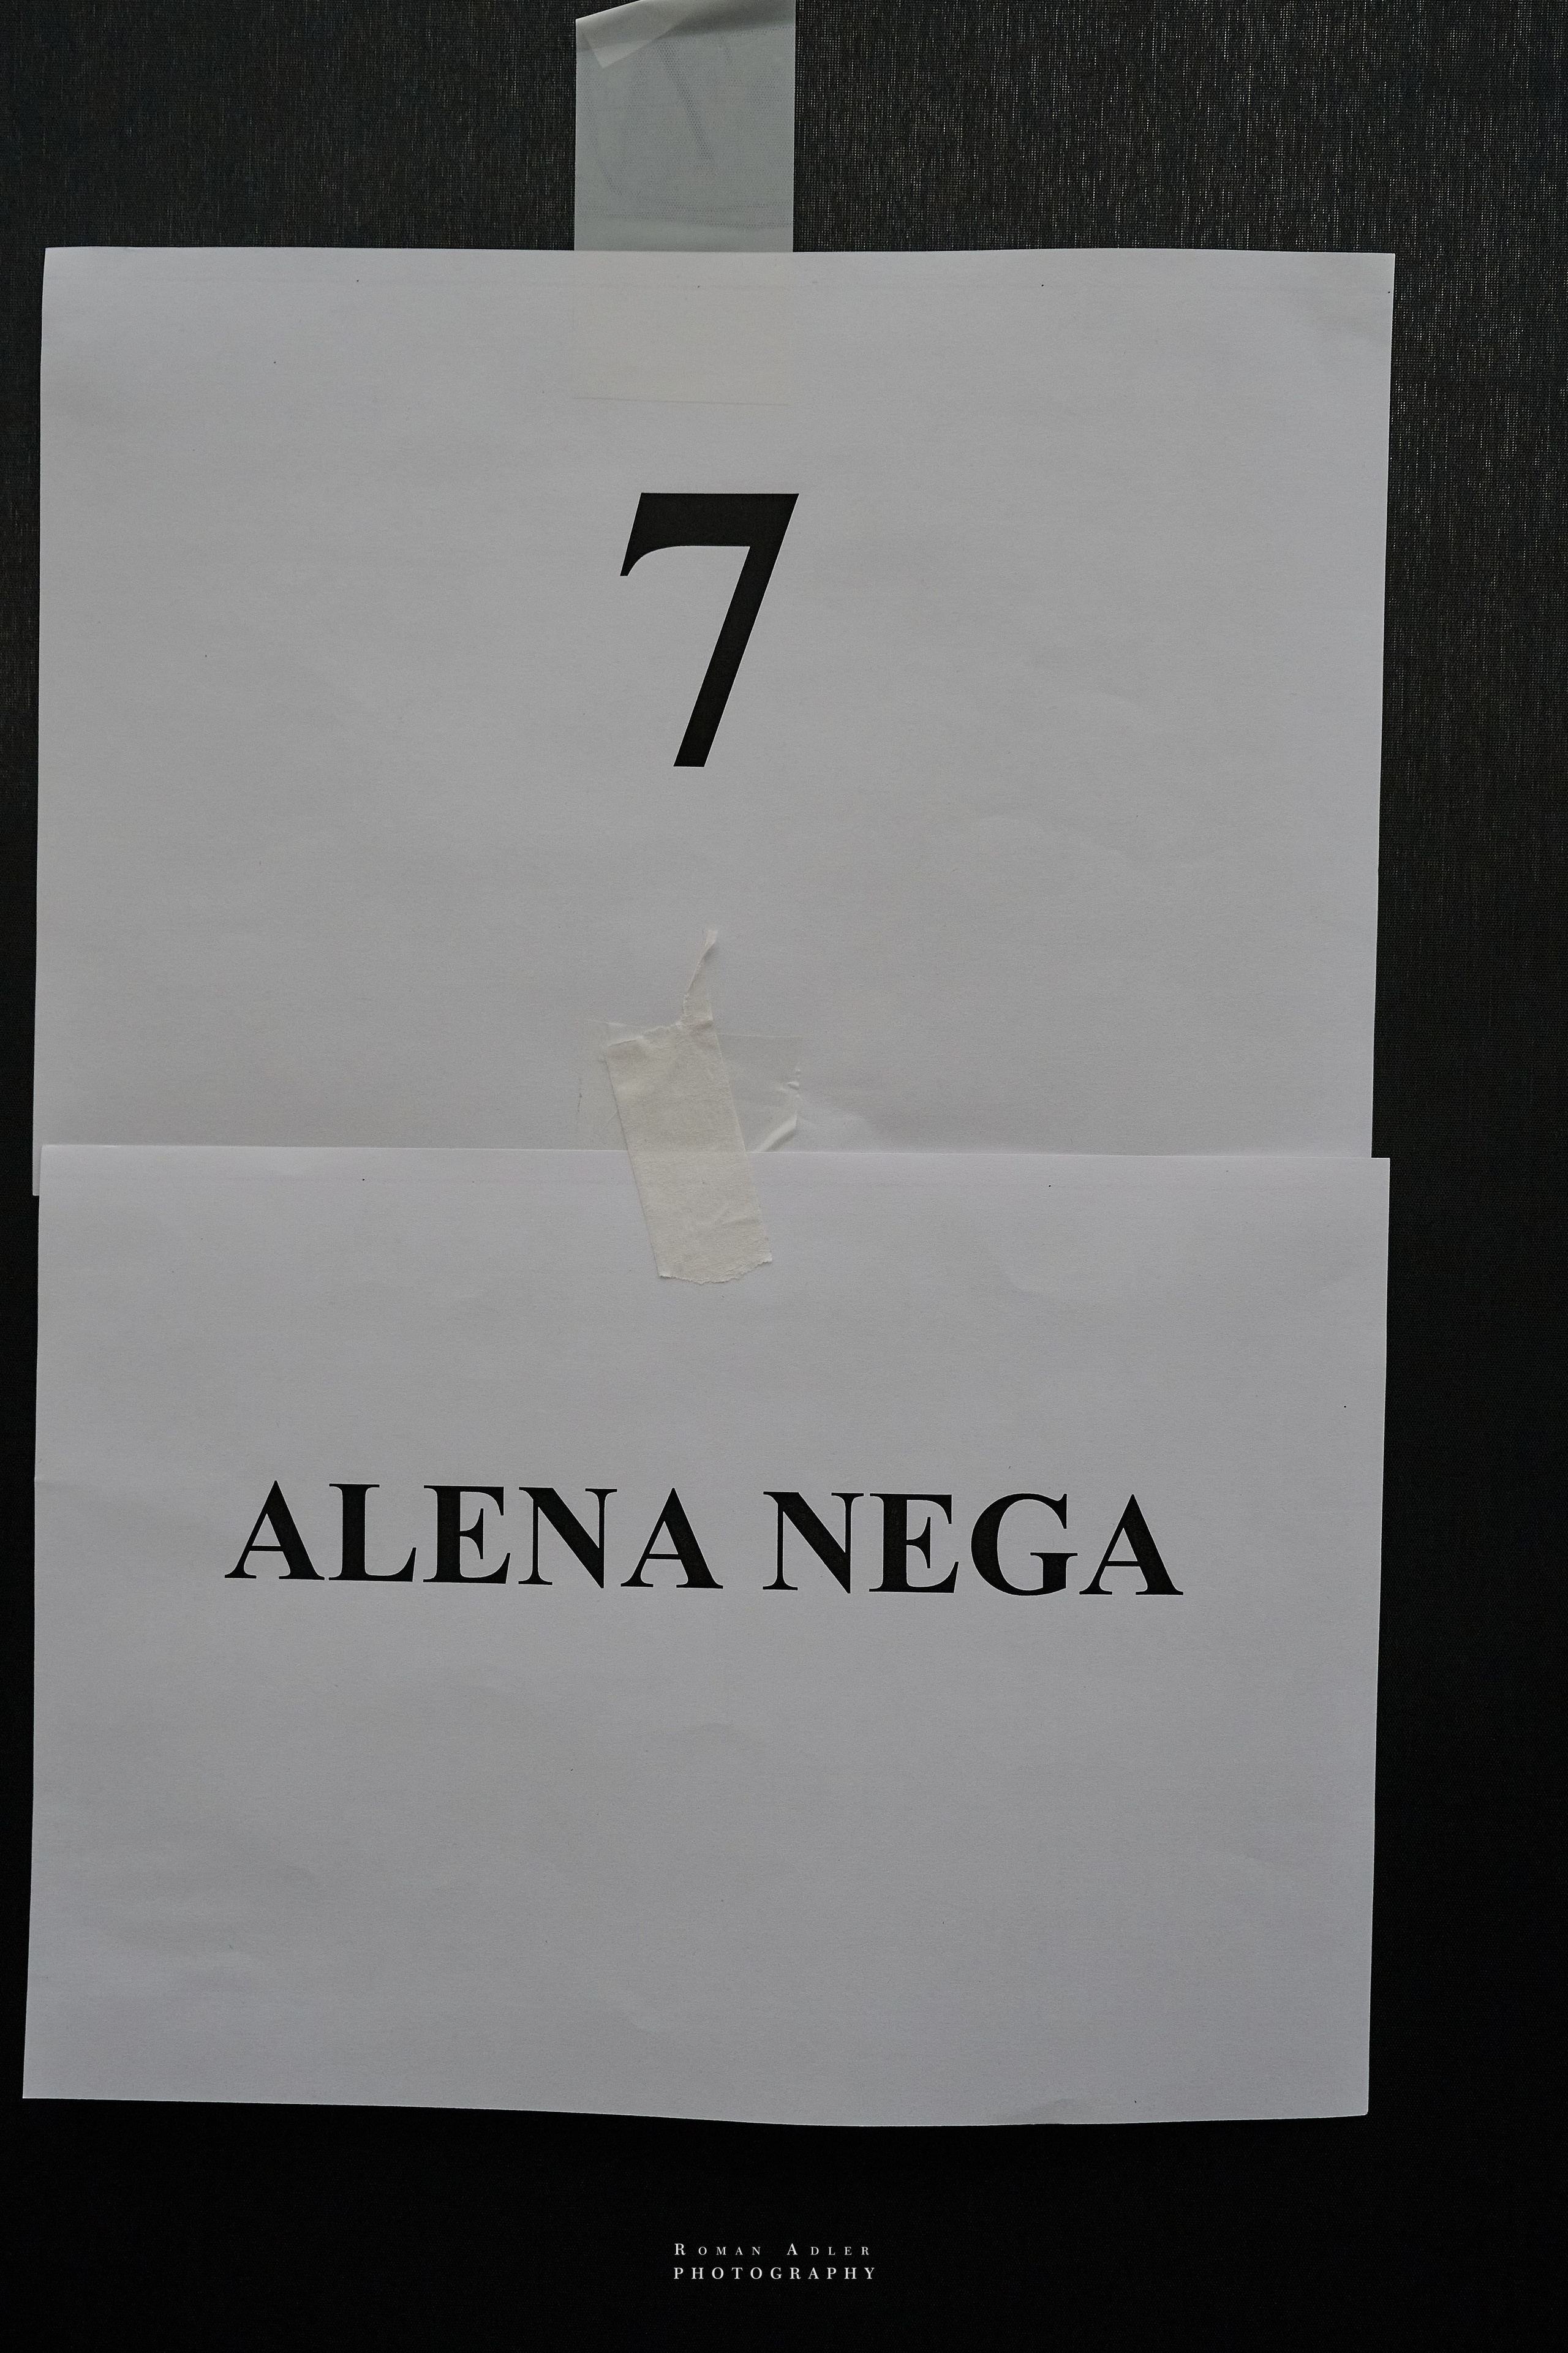 7
ALENA NEGA
ROMAN ADLER
PHOTOGRAPHY